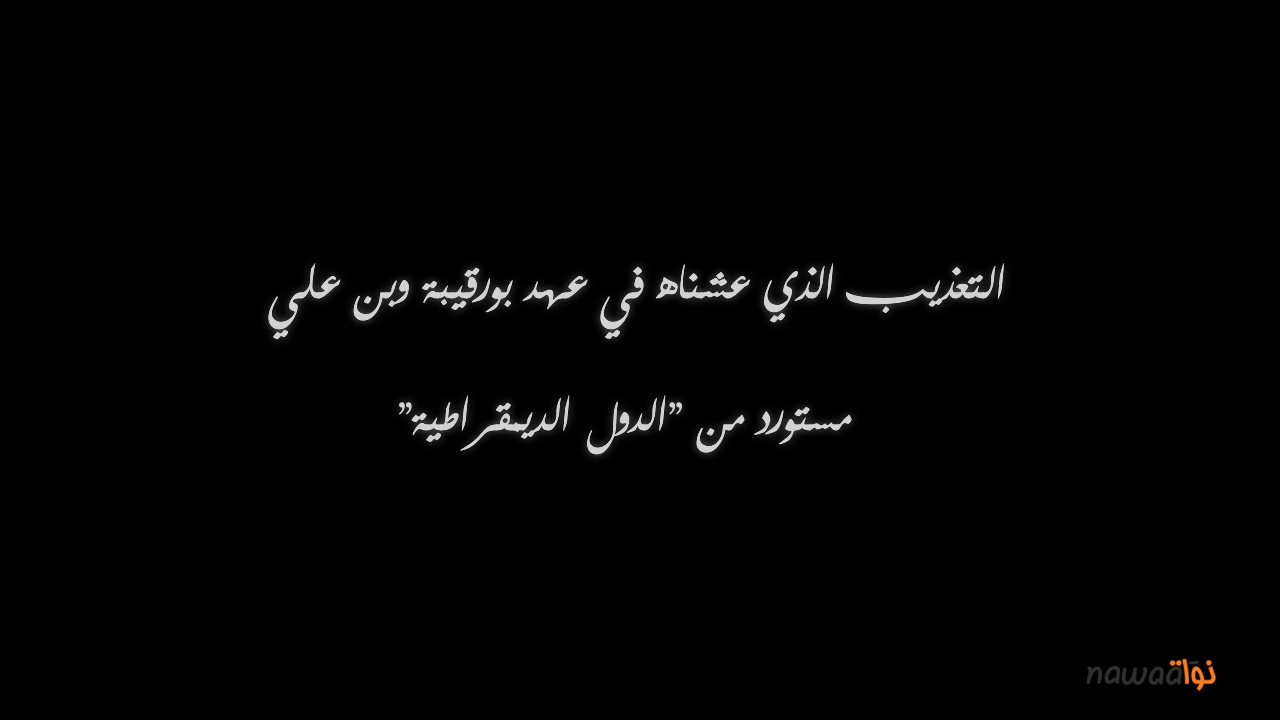 التعذيب الذي عشناه في عهد بورقيبة وبن علي
مستورد من "الدول الديمقراطية"
nawaaنواة